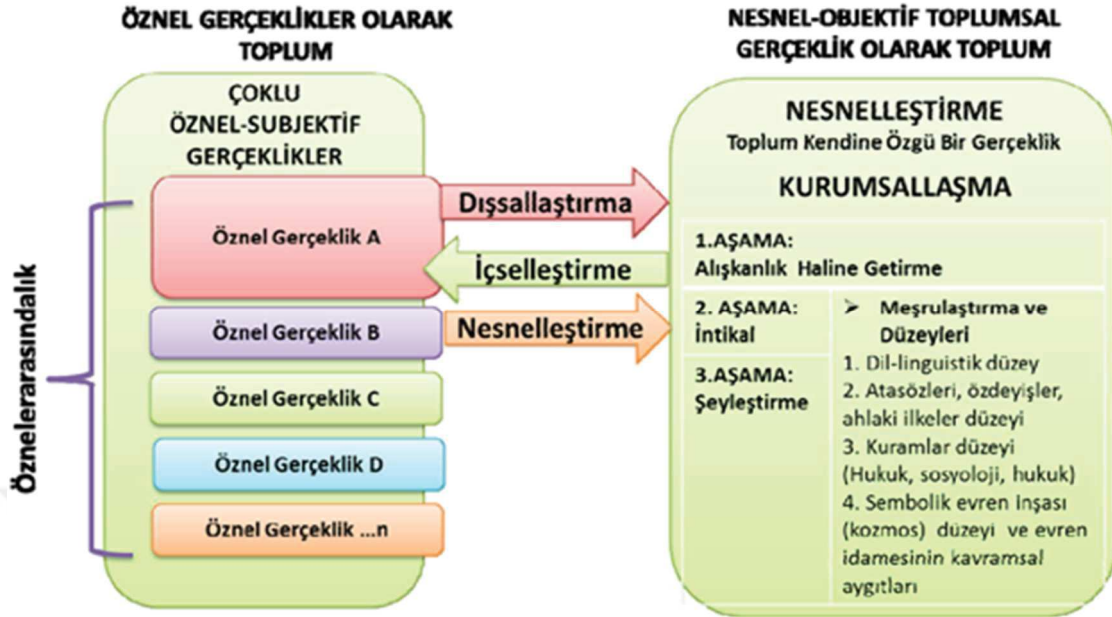 ÖZNEL GERÇEKLİKLER OLARAK
TOPLUM
ÇOKLU
ÖZNEL-SUBJEKTİF
GERÇEKLİKLER
Öznel Gerçeklik A
Öznel Gerçeklik B
Öznel Gerçeklik C
Öznel Gerçeklik D
Öznel Gerçeklik ...n
Öznelerarasındalık
Dışsallaştırma
İçselleştirme
Nesnelleştirme
NESNEL-OBJEKTİF TOPLUMSAL
GERÇEKLİK OLARAK TOPLUM
NESNELLEŞTİRME
Toplum Kendine Özgü Bir Gerçeklik
KURUMSALLAŞMA
1.AŞAMA:
Alışkanlık Haline Getirme
2. AŞAMA:
İntikal
3.AŞAMA:
Şeyleştirme
➢ Meşrulaştırma ve
Düzeyleri
1. Dil-linguistik düzey
2. Atasözleri, özdeyişler,
ahlaki ilkeler düzeyi
3. Kuramlar düzeyi
(Hukuk, sosyoloji, hukuk)
4. Sembolik evren inşası
(kozmos) düzeyi ve evren
idamesinin kavramsal
aygıtları